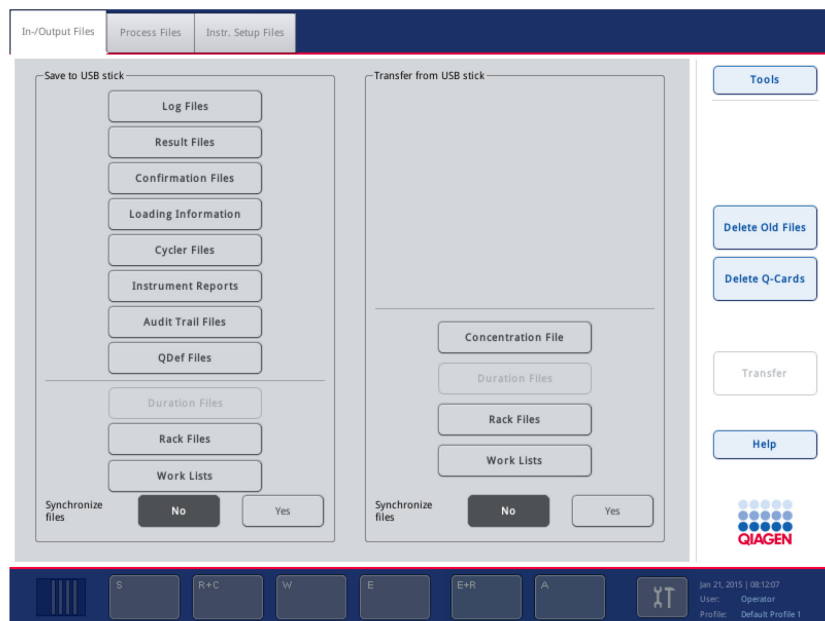 In-/Output Files
Process Files
Instr. Setup Files
Save to USB stick
Log Files
Result Files
Confirmation Files
Loading Information
Cycler Files
Instrument Reports
Audit Trail Files
QDef Files
Duration Files
Rack Files
Work Lists
Synchronize
files
No
Yes
Transfer from USB stick
Concentration File
Duration Files
Rack Files
Work Lists
Synchronize
files
No
Yes
Tools
Delete Old Files
Delete Q-Cards
Transfer
Help
QIAGEN
S
R+C
W
E
E+R
A
Jan 21, 2015 | 08:12:07
User: Operator
Profile: Default Profile 1